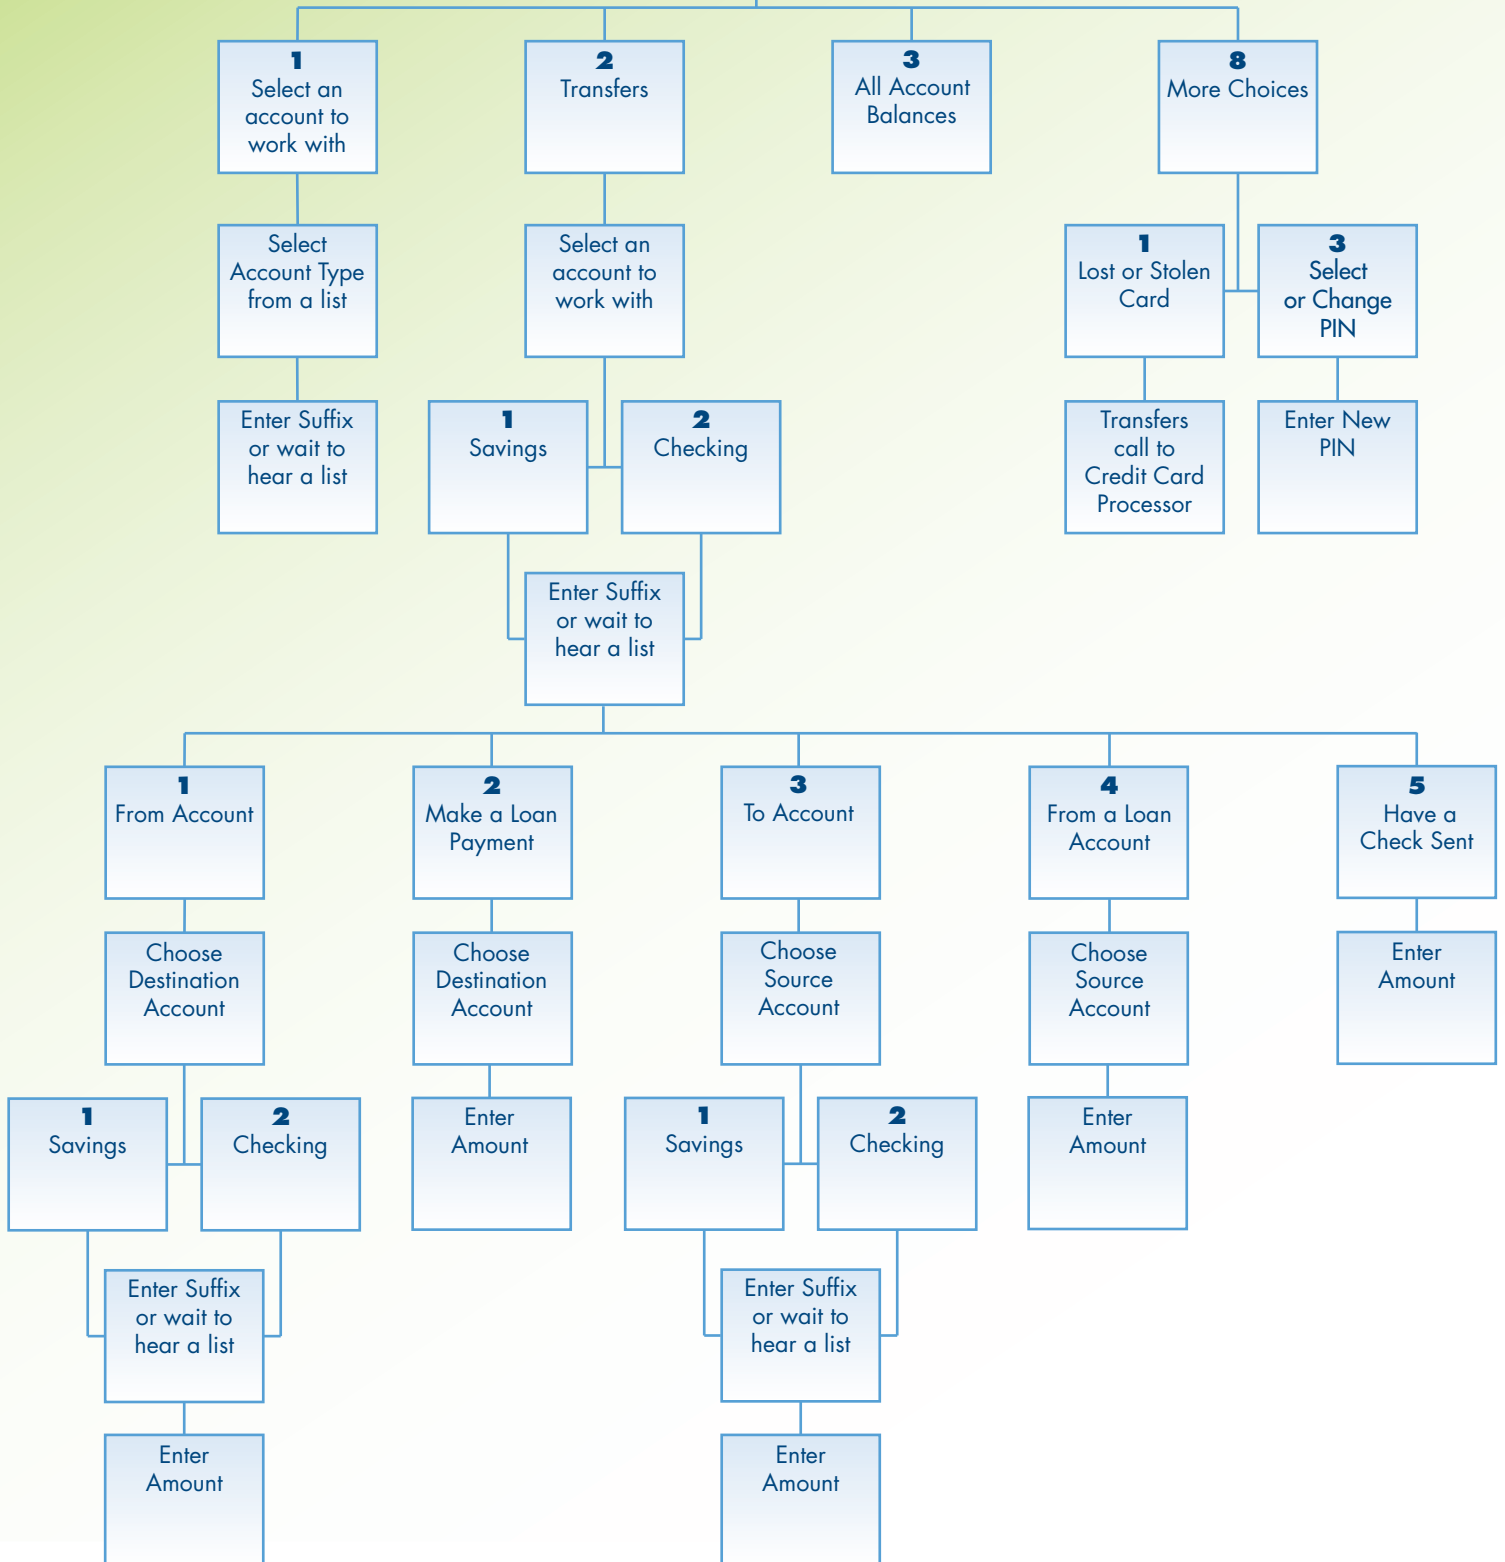 1
Select an
account to
work with
2
Transfers
3
All Account
Balances
8
More Choices
Select
Account Type
from a list
Select an
account to
work with
1
Lost or Stolen
Card
3
Select
or Change
PIN
Enter Suffix
or wait to
hear a list
1
Savings
2
Checking
Transfers
call to
Credit Card
Processor
Enter New
PIN
Enter Suffix
or wait to
hear a list
1
From Account
2
Make a Loan
Payment
3
To Account
4
From a Loan
Account
5
Have a
Check Sent
Choose
Destination
Account
Choose
Destination
Account
Choose
Source
Account
Choose
Source
Account
Enter
Amount
1
Savings
2
Checking
Enter
Amount
1
Savings
2
Checking
Enter
Amount
Enter Suffix
or wait to
hear a list
Enter Suffix
or wait to
hear a list
Enter
Amount
Enter
Amount